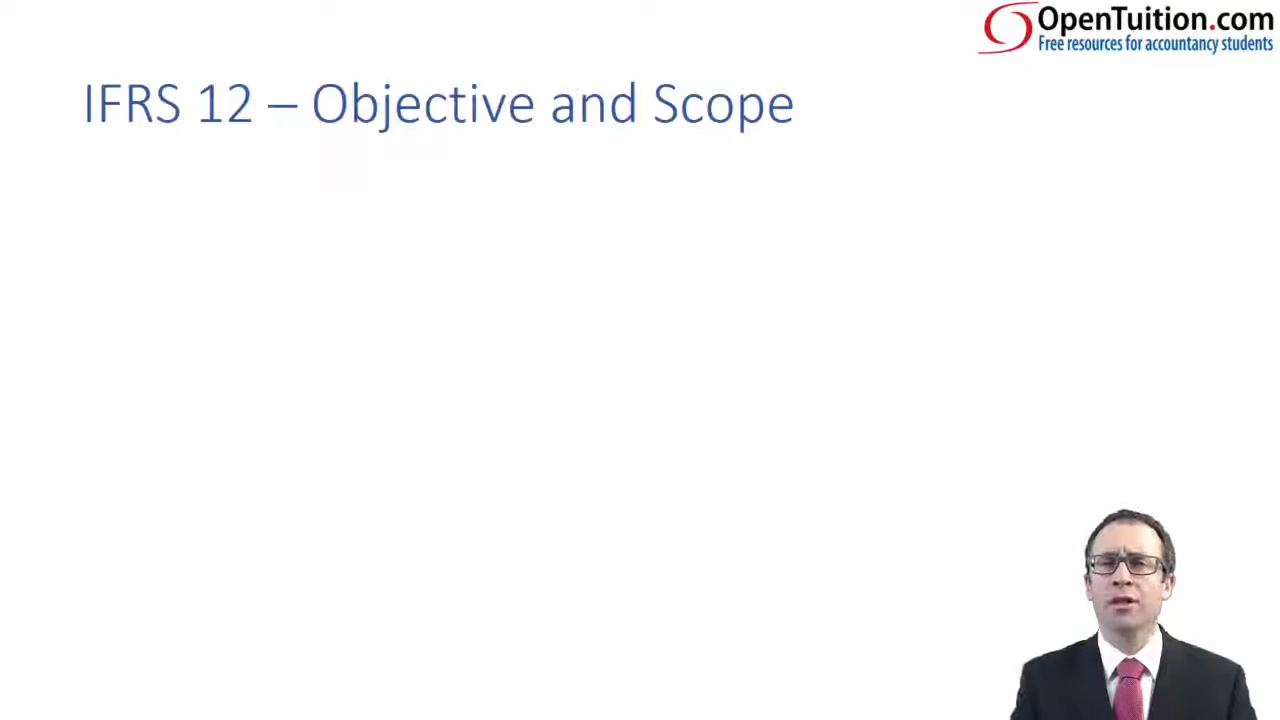 OpenTuition.com
Free resources for accountancy students
IFRS 12 – Objective and Scope